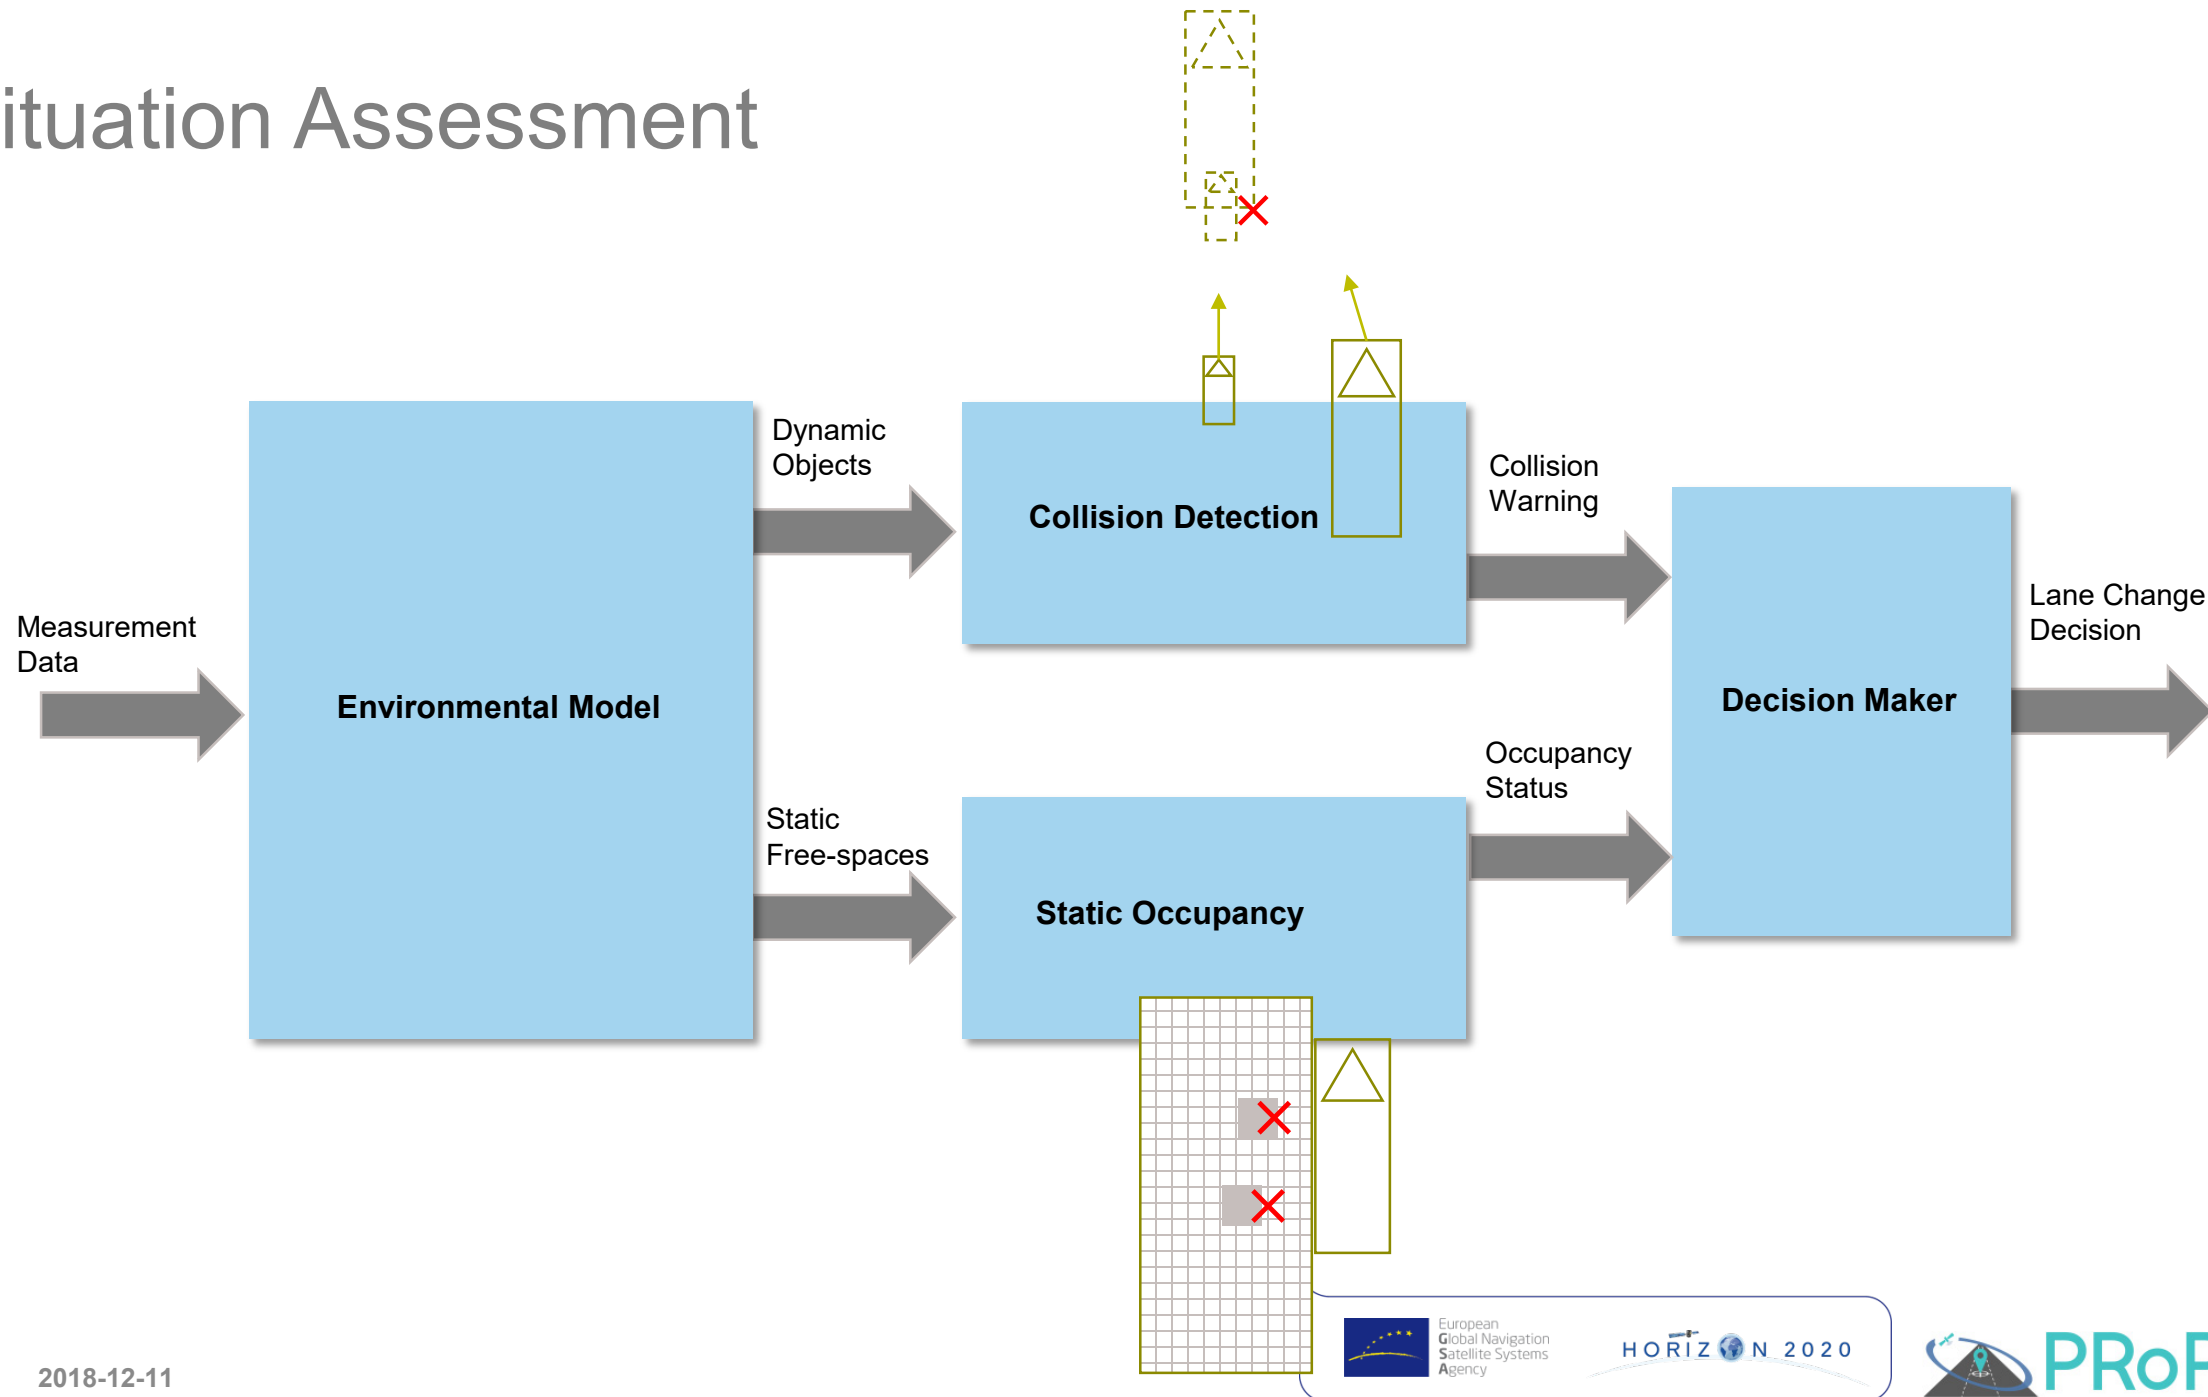 ituation Assessment
Dynamic
Objects
Collision
Warning
Collision Detection
Lane Change
Decision
Measurement
Data
Environmental Model
Decision Maker
Occupancy
Status
Static
Free-spaces
Static Occupancy
European
Global Navigation
Satellite Systems
Agency
HORIZON 2020
PRoP
2018-12-11